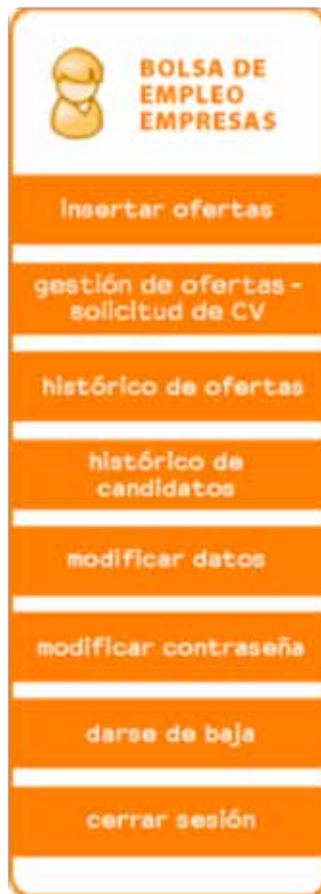 BOLSA DE
EMPLEO
EMPRESAS
insertar ofertas
gestión de ofertas -
solicitud de CV
histórico de ofertas
histórico de
candidatos
modificar datos
modificar contraseña
darse de baja
cerrar sesión